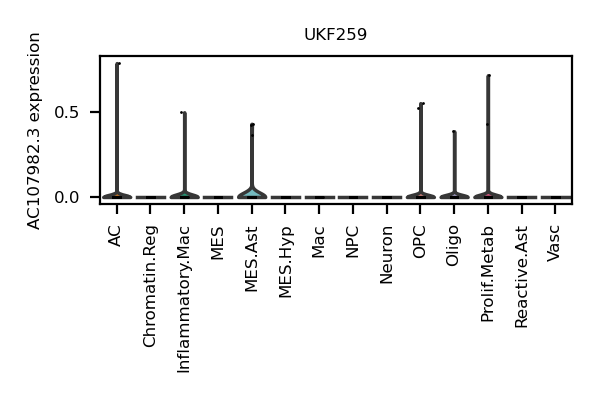 UKF259
AC107982.3 expression
0.5
0.0
AC
Chromatin.Reg
Inflammatory.Mac
MES
MES.Ast
MES.Hyp
Mac
NPC
Neuron
OPC
Oligo
Prolif.Metab
Reactive.Ast
Vasc